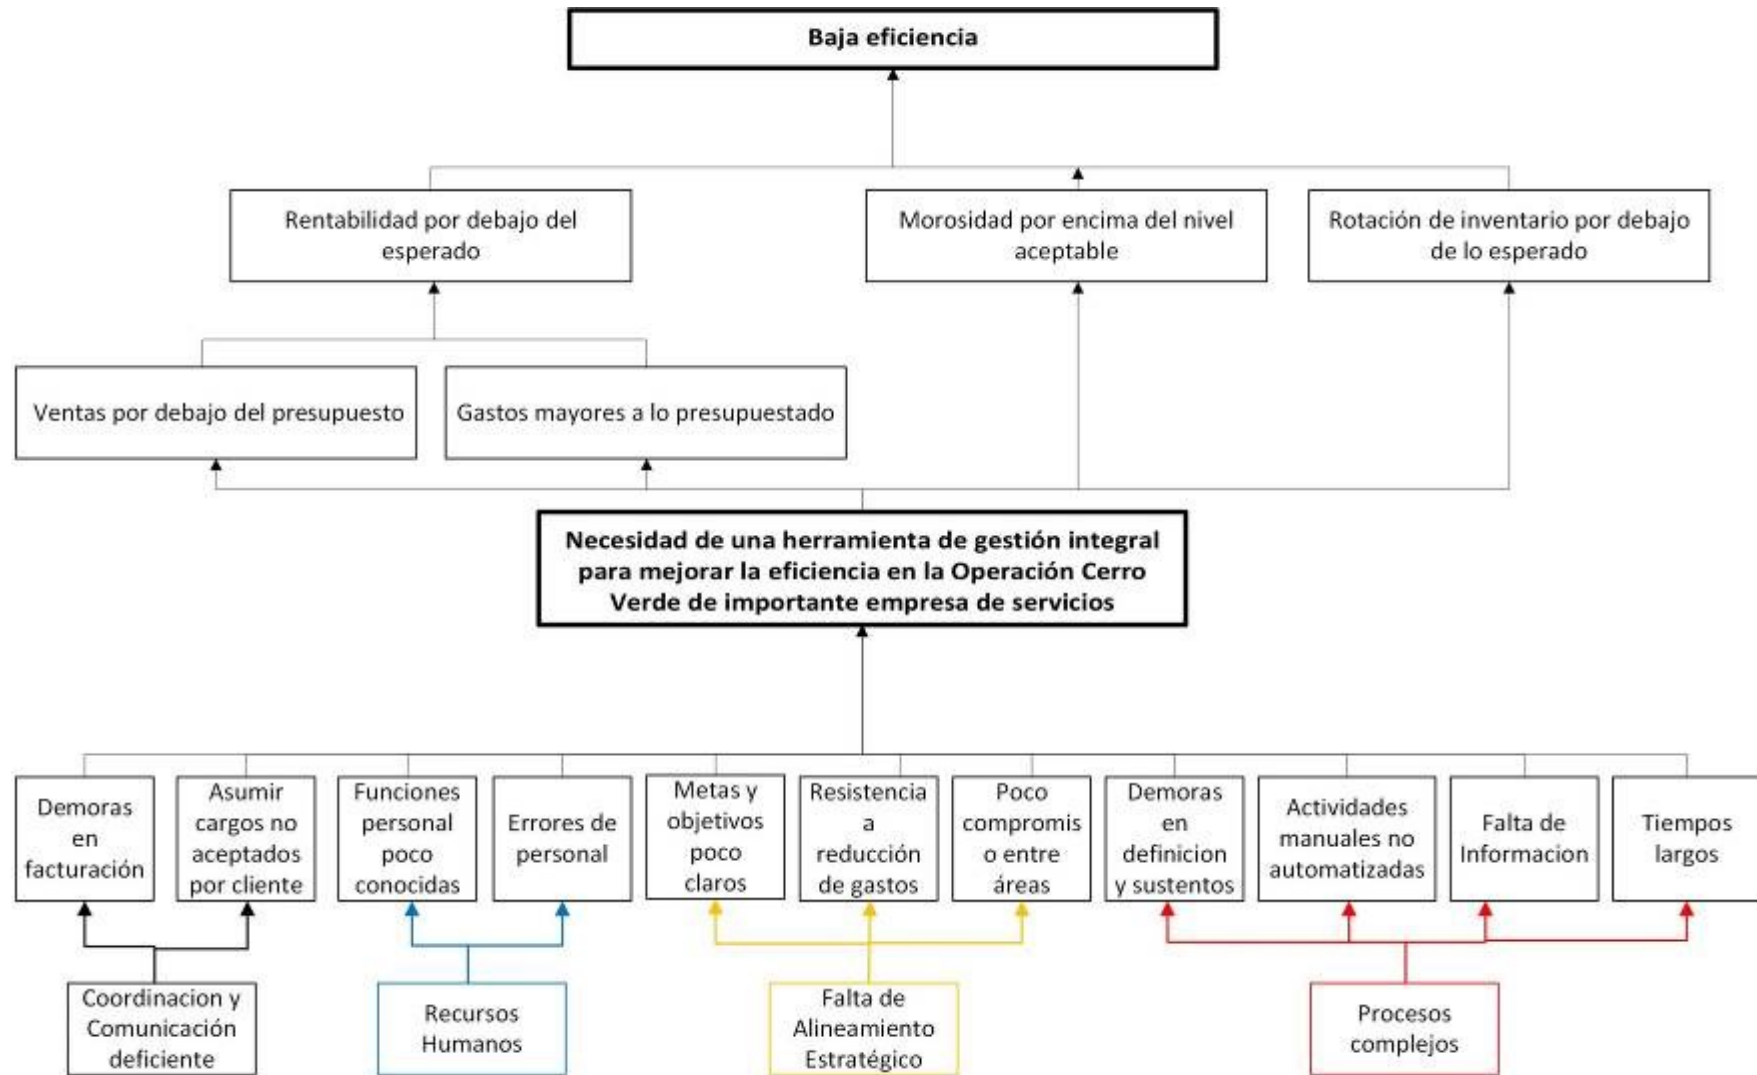 Baja eficiencia
Rentabilidad por debajo del
esperado
Morosidad por encima del nivel
aceptable
Rotación de inventario por debajo
de lo esperado
Ventas por debajo del presupuesto
Gastos mayores a lo presupuestado
Necesidad de una herramienta de gestión integral
para mejorar la eficiencia en la Operación Cerro
Verde de importante empresa de servicios
Demoras
en
facturación
Asumir
cargos no
aceptados
por cliente
Funciones
personal
poco
conocidas
Errores de
personal
Metas y
objetivos
poco
claros
Resistencia
a
reducción
de gastos
Poco
compromis
o entre
áreas
Demoras
en
definicion
y sustentos
Actividades
manuales no
automatizadas
Falta de
Informacion
Tiempos
largos
Coordinacion y
Comunicación
deficiente
Recursos
Humanos
Falta de
Alineamiento
Estratégico
Procesos
complejos